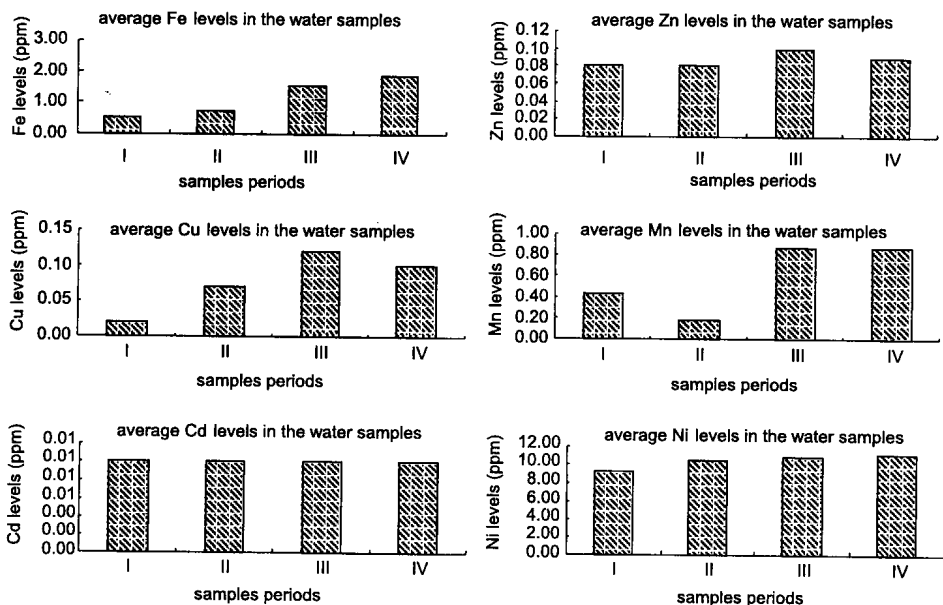 average Fe levels in the water samples
Fe levels (ppm)
3.00
2.00
1.00
0.00
I II III IV
samples periods
average Zn levels in the water samples
Zn levels (ppm)
0.12
0.10
0.08
0.06
0.04
0.02
0.00
I II III IV
samples periods
average Cu levels in the water samples
Cu levels (ppm)
0.15
0.10
0.05
0.00
I II III IV
samples periods
average Mn levels in the water samples
Mn levels (ppm)
1.00
0.80
0.60
0.40
0.20
0.00
I II III IV
samples periods
average Cd levels in the water samples
Cd levels (ppm)
0.01
0.01
0.01
0.01
0.00
0.00
0.00
I II III IV
samples periods
average Ni levels in the water samples
Ni levels (ppm)
12.00
10.00
8.00
6.00
4.00
2.00
0.00
I II III IV
samples periods